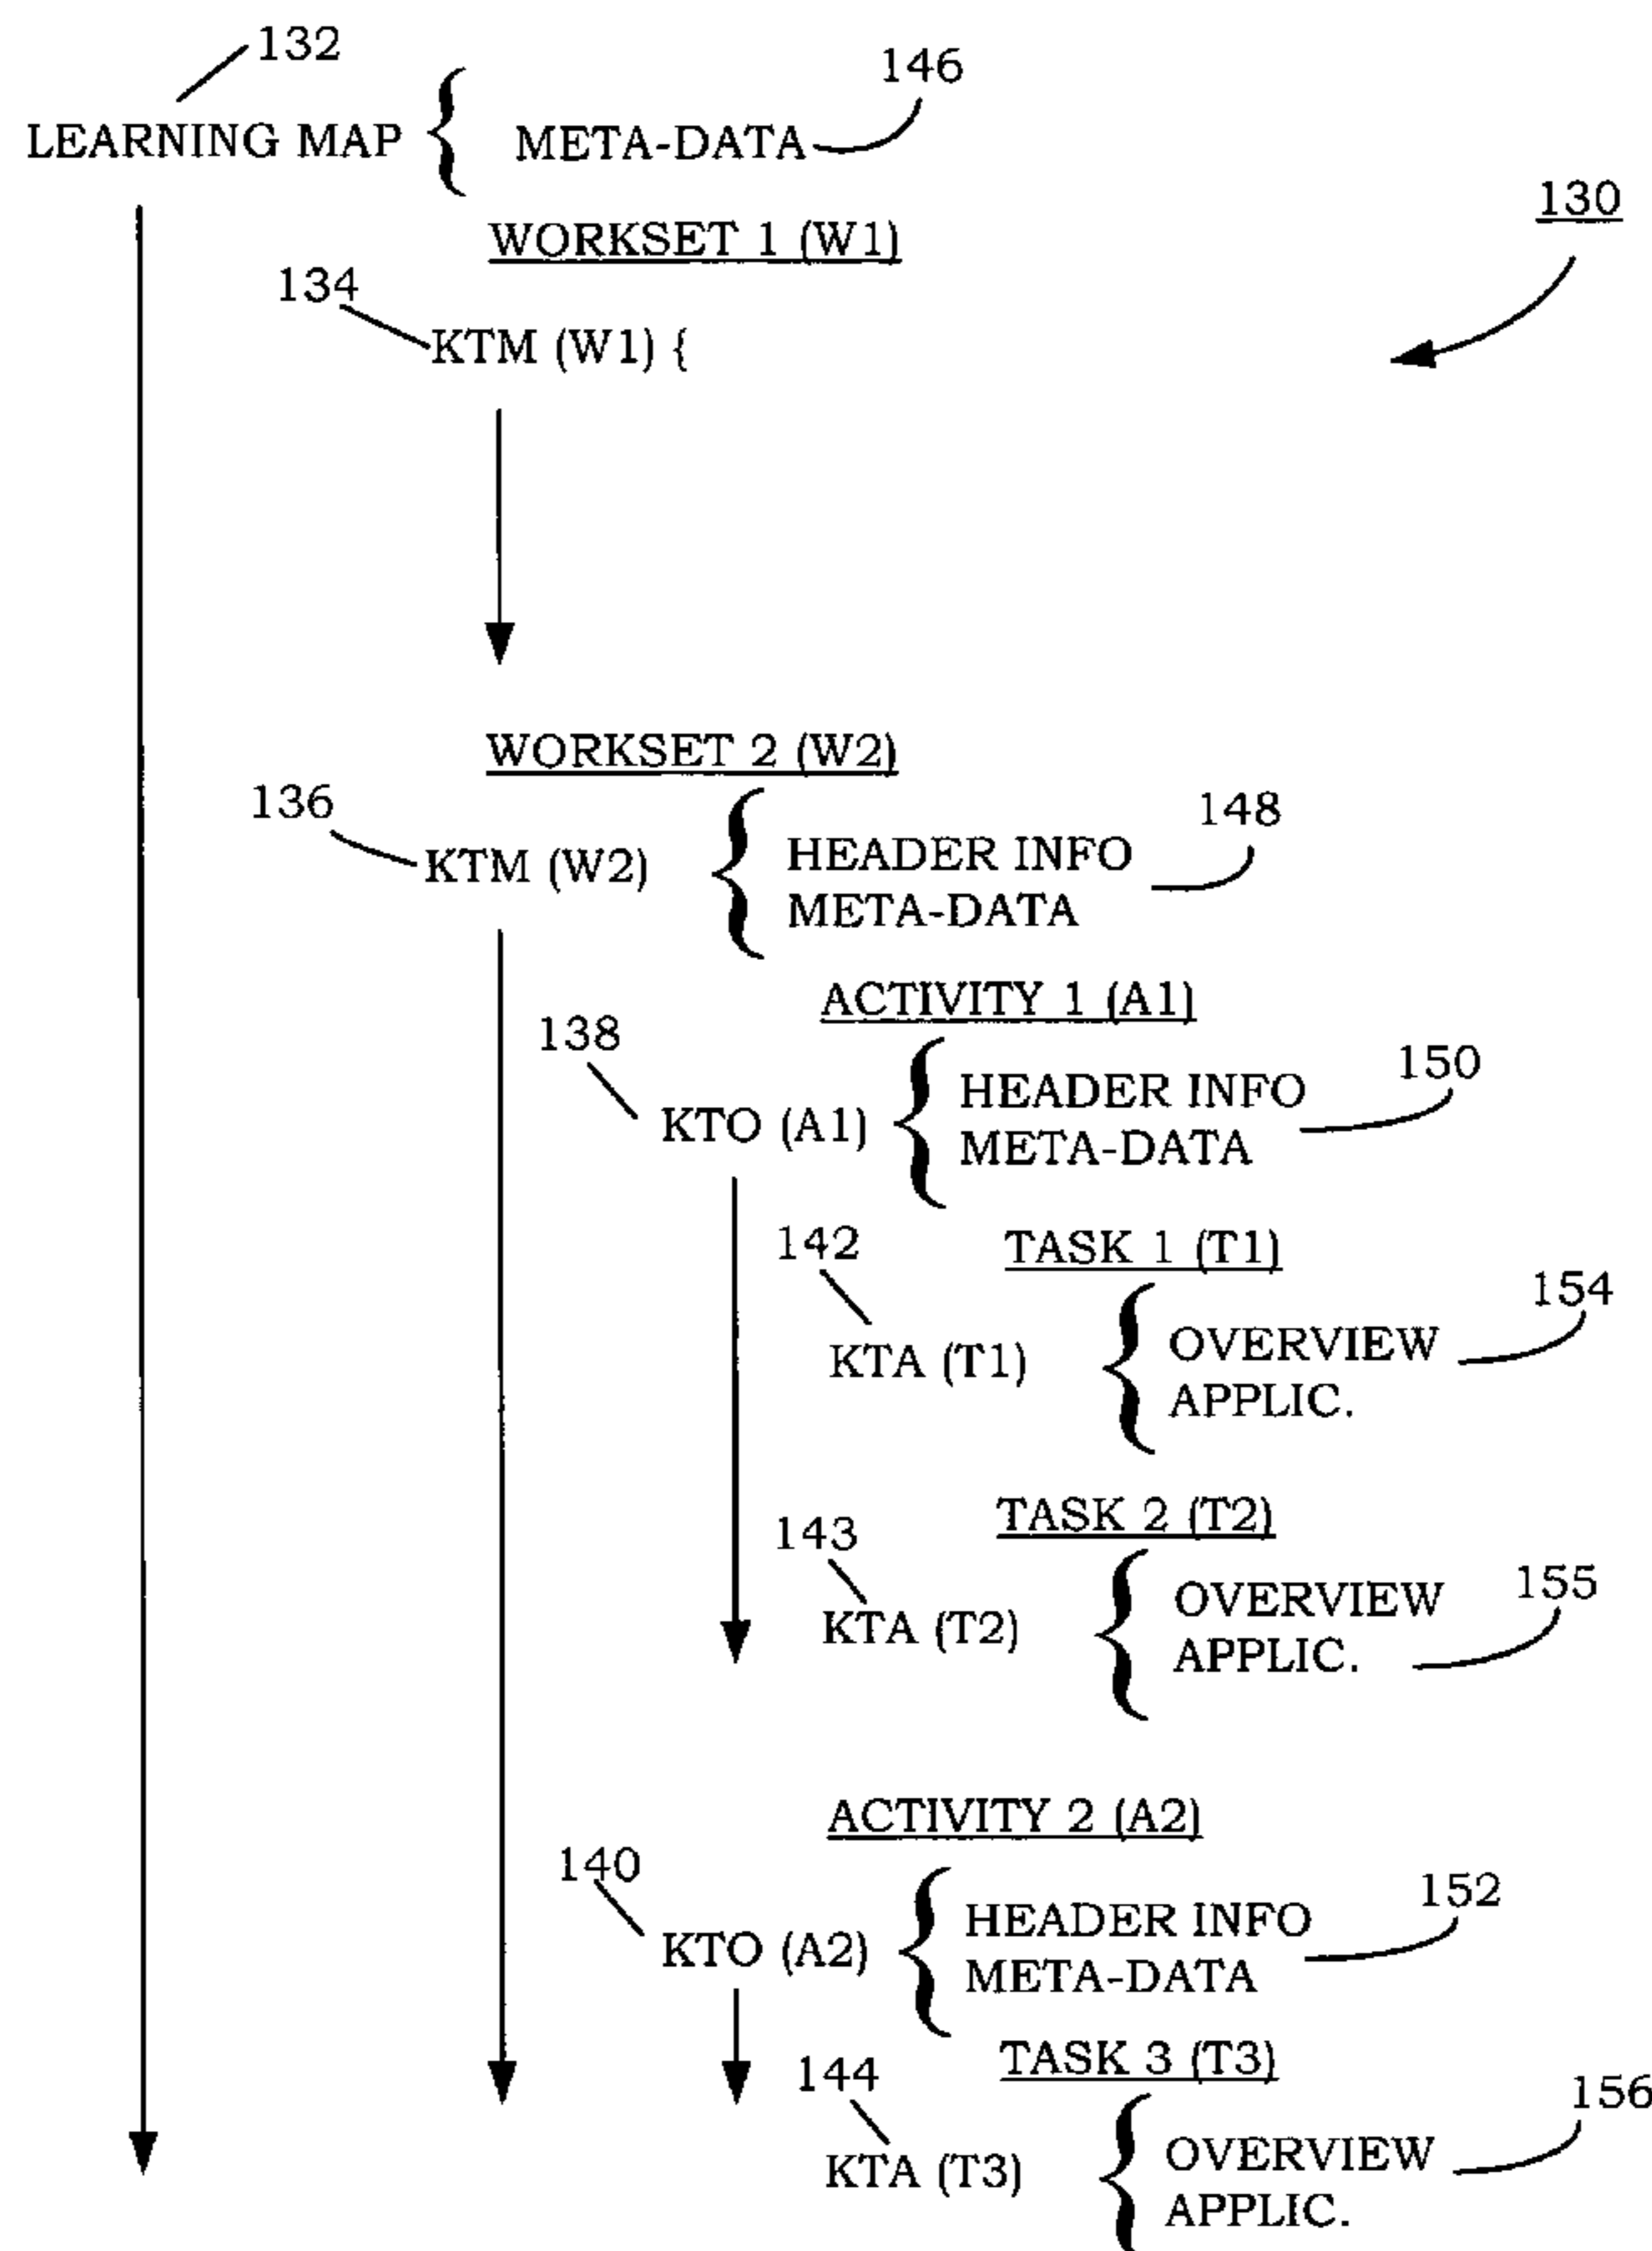 132
146
LEARNING MAP { META-DATA
130
WORKSET 1 (W1)
134
KTM (W1) {
WORKSET 2 (W2)
136
148
KTM (W2) { HEADER INFO
META-DATA
ACTIVITY 1 (A1)
138
150
KTO (A1) { HEADER INFO
META-DATA
142
TASK 1 (T1)
154
KTA (T1) { OVERVIEW
APPLIC.
TASK 2 (T2)
143
155
KTA (T2) { OVERVIEW
APPLIC.
ACTIVITY 2 (A2)
140
152
KTO (A2) { HEADER INFO
META-DATA
TASK 3 (T3)
144
156
KTA (T3) { OVERVIEW
APPLIC.